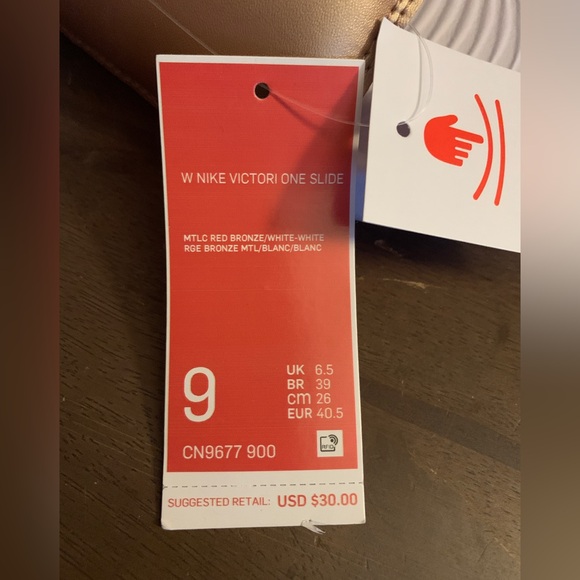 W NIKE VICTORI ONE SLIDE
MTLC RED BRONZE/WHITE-WHITE
RGE BRONZE MTL/BLANC/BLANC
9
UK 6.5
BR 39
cm 26
EUR 40.5
CN9677 900
RFID
SUGGESTED RETAIL: USD $30.00